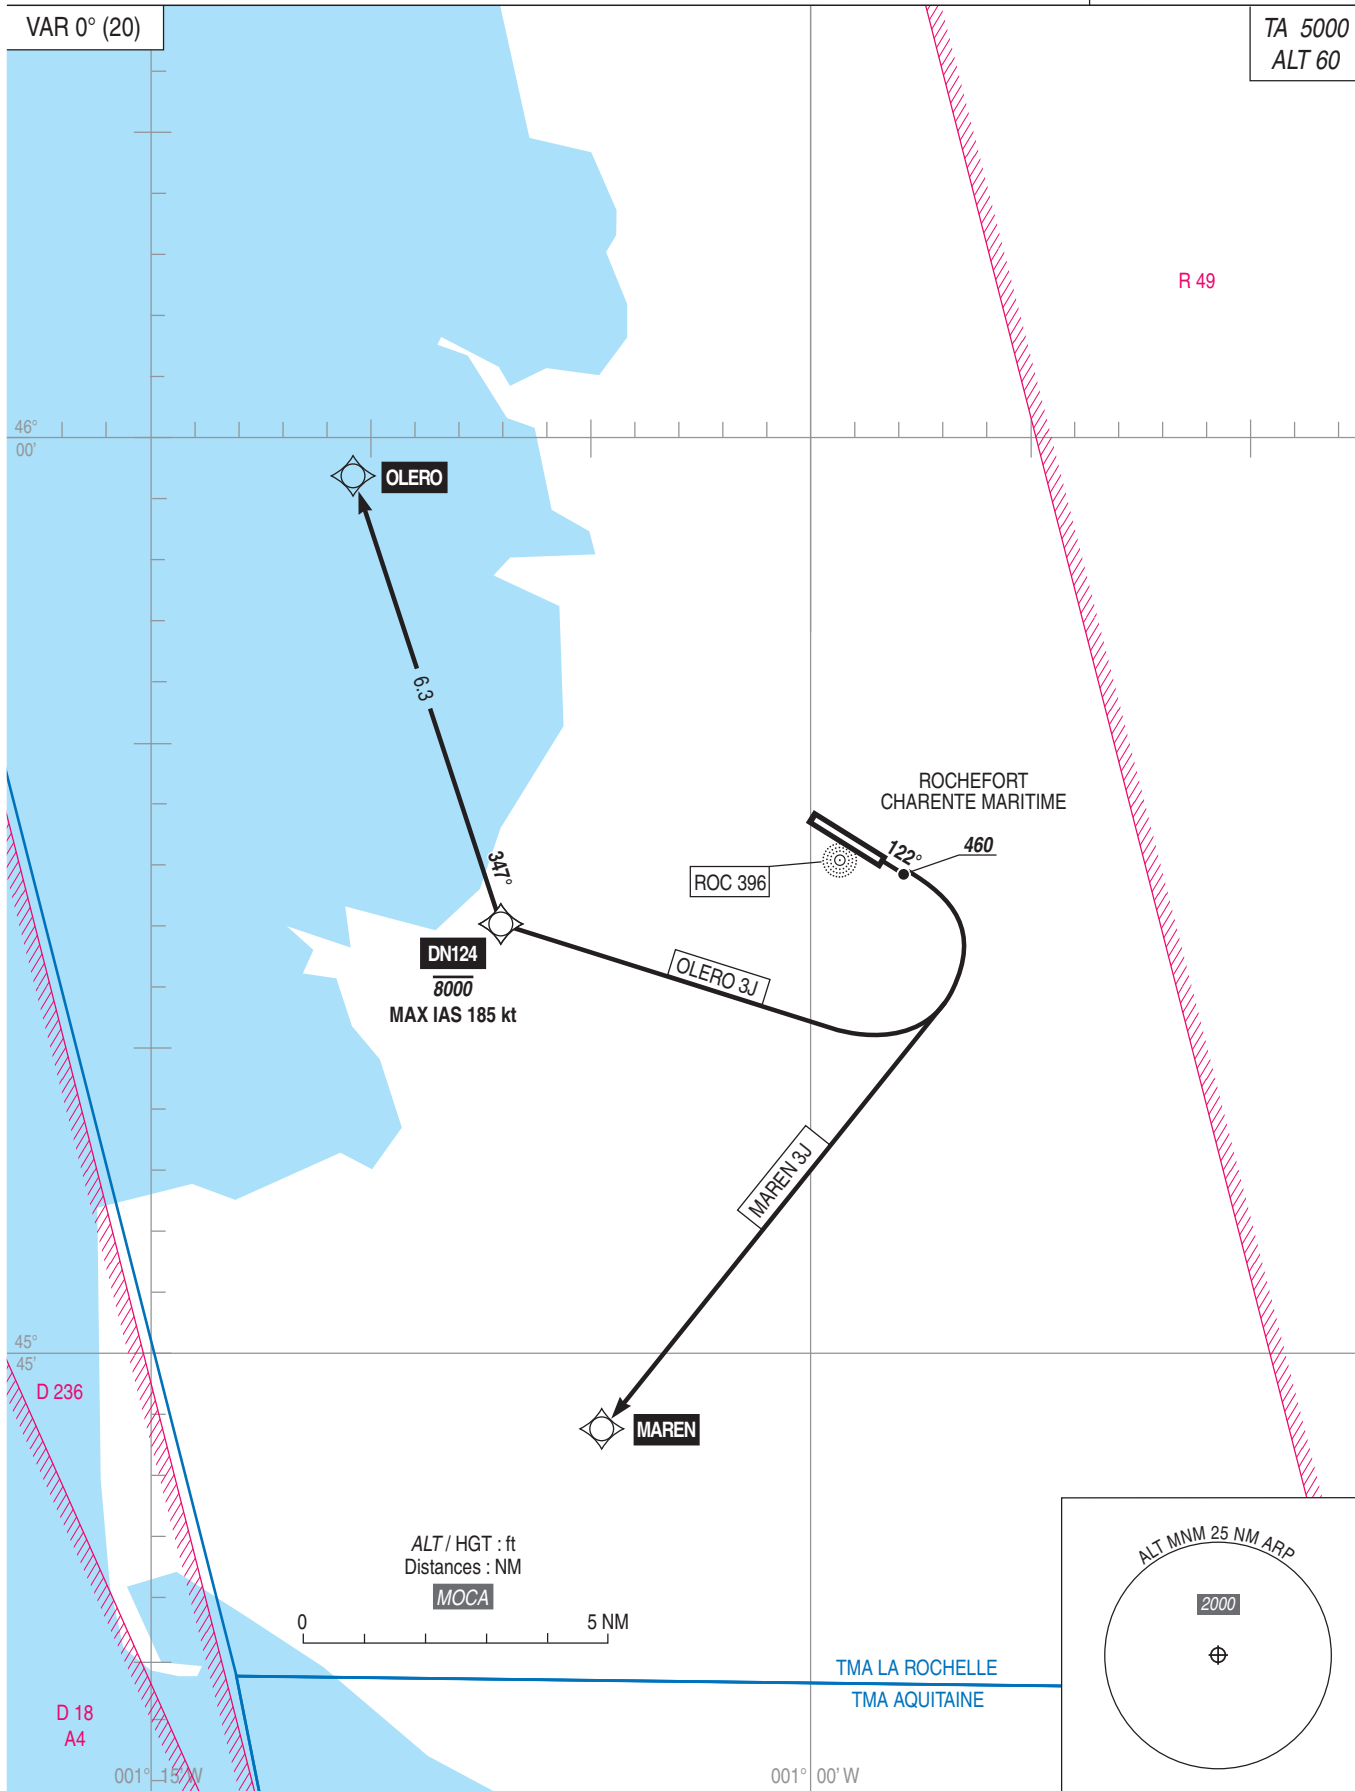 VAR 0° (20)
TA 5000
ALT 60
R 49
46°
00'
OLERO
6.3
347°
ROCHEFORT
CHARENTE MARITIME
122°
460
ROC 396
DN124
8000
MAX IAS 185 kt
OLERO 3J
MAREN 3J
45°
45'
D 236
MAREN
ALT / HGT : ft
Distances : NM
MOCA
0 5 NM
ALT MNM 25 NM ARP
2000
TMA LA ROCHELLE
TMA AQUITAINE
D 18
A4
001° 15' W
001° 00' W